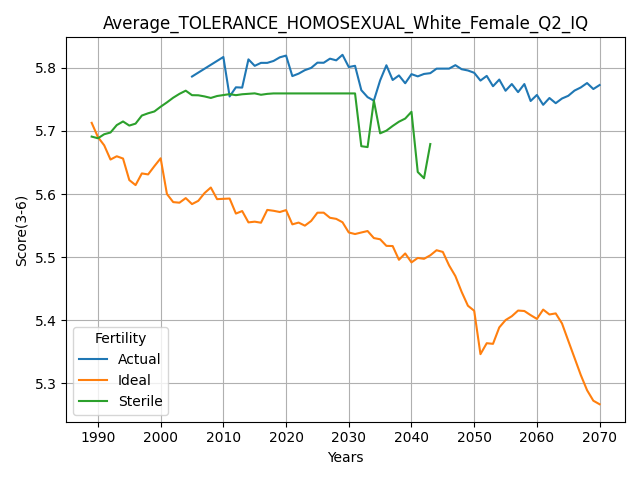 Average_TOLERANCE_HOMOSEXUAL_White_Female_Q2_IQ
Score(3-6)
5.8
5.7
5.6
5.5
5.4
5.3
Fertility
Actual
Ideal
Sterile
1990 2000 2010 2020 2030 2040 2050 2060 2070
Years